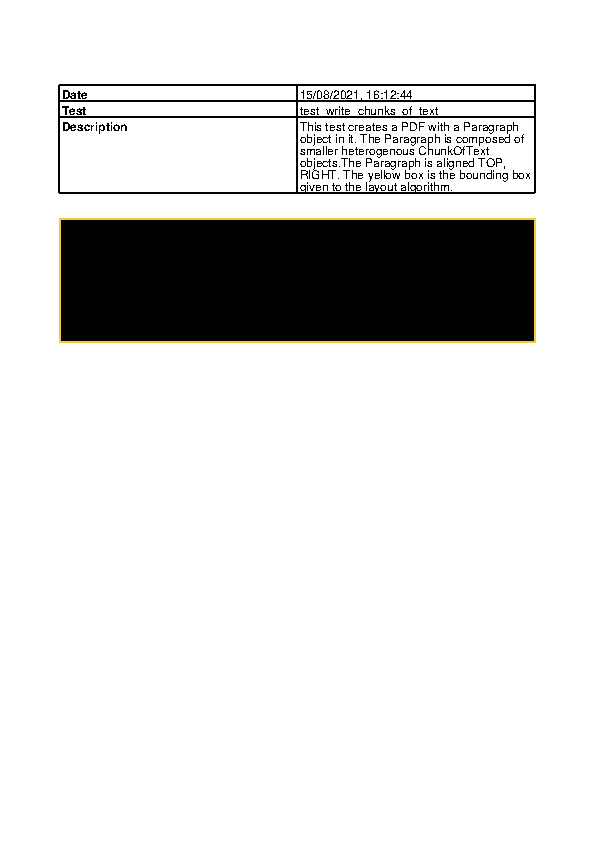 Date 15/08/2021, 16:12:44
Test test_write_chunks_of_text
Description This test creates a PDF with a Paragraph
object in it. The Paragraph is composed of
smaller heterogenous ChunkOfText
objects.The Paragraph is aligned TOP,
RIGHT. The yellow box is the bounding box
given to the layout algorithm.